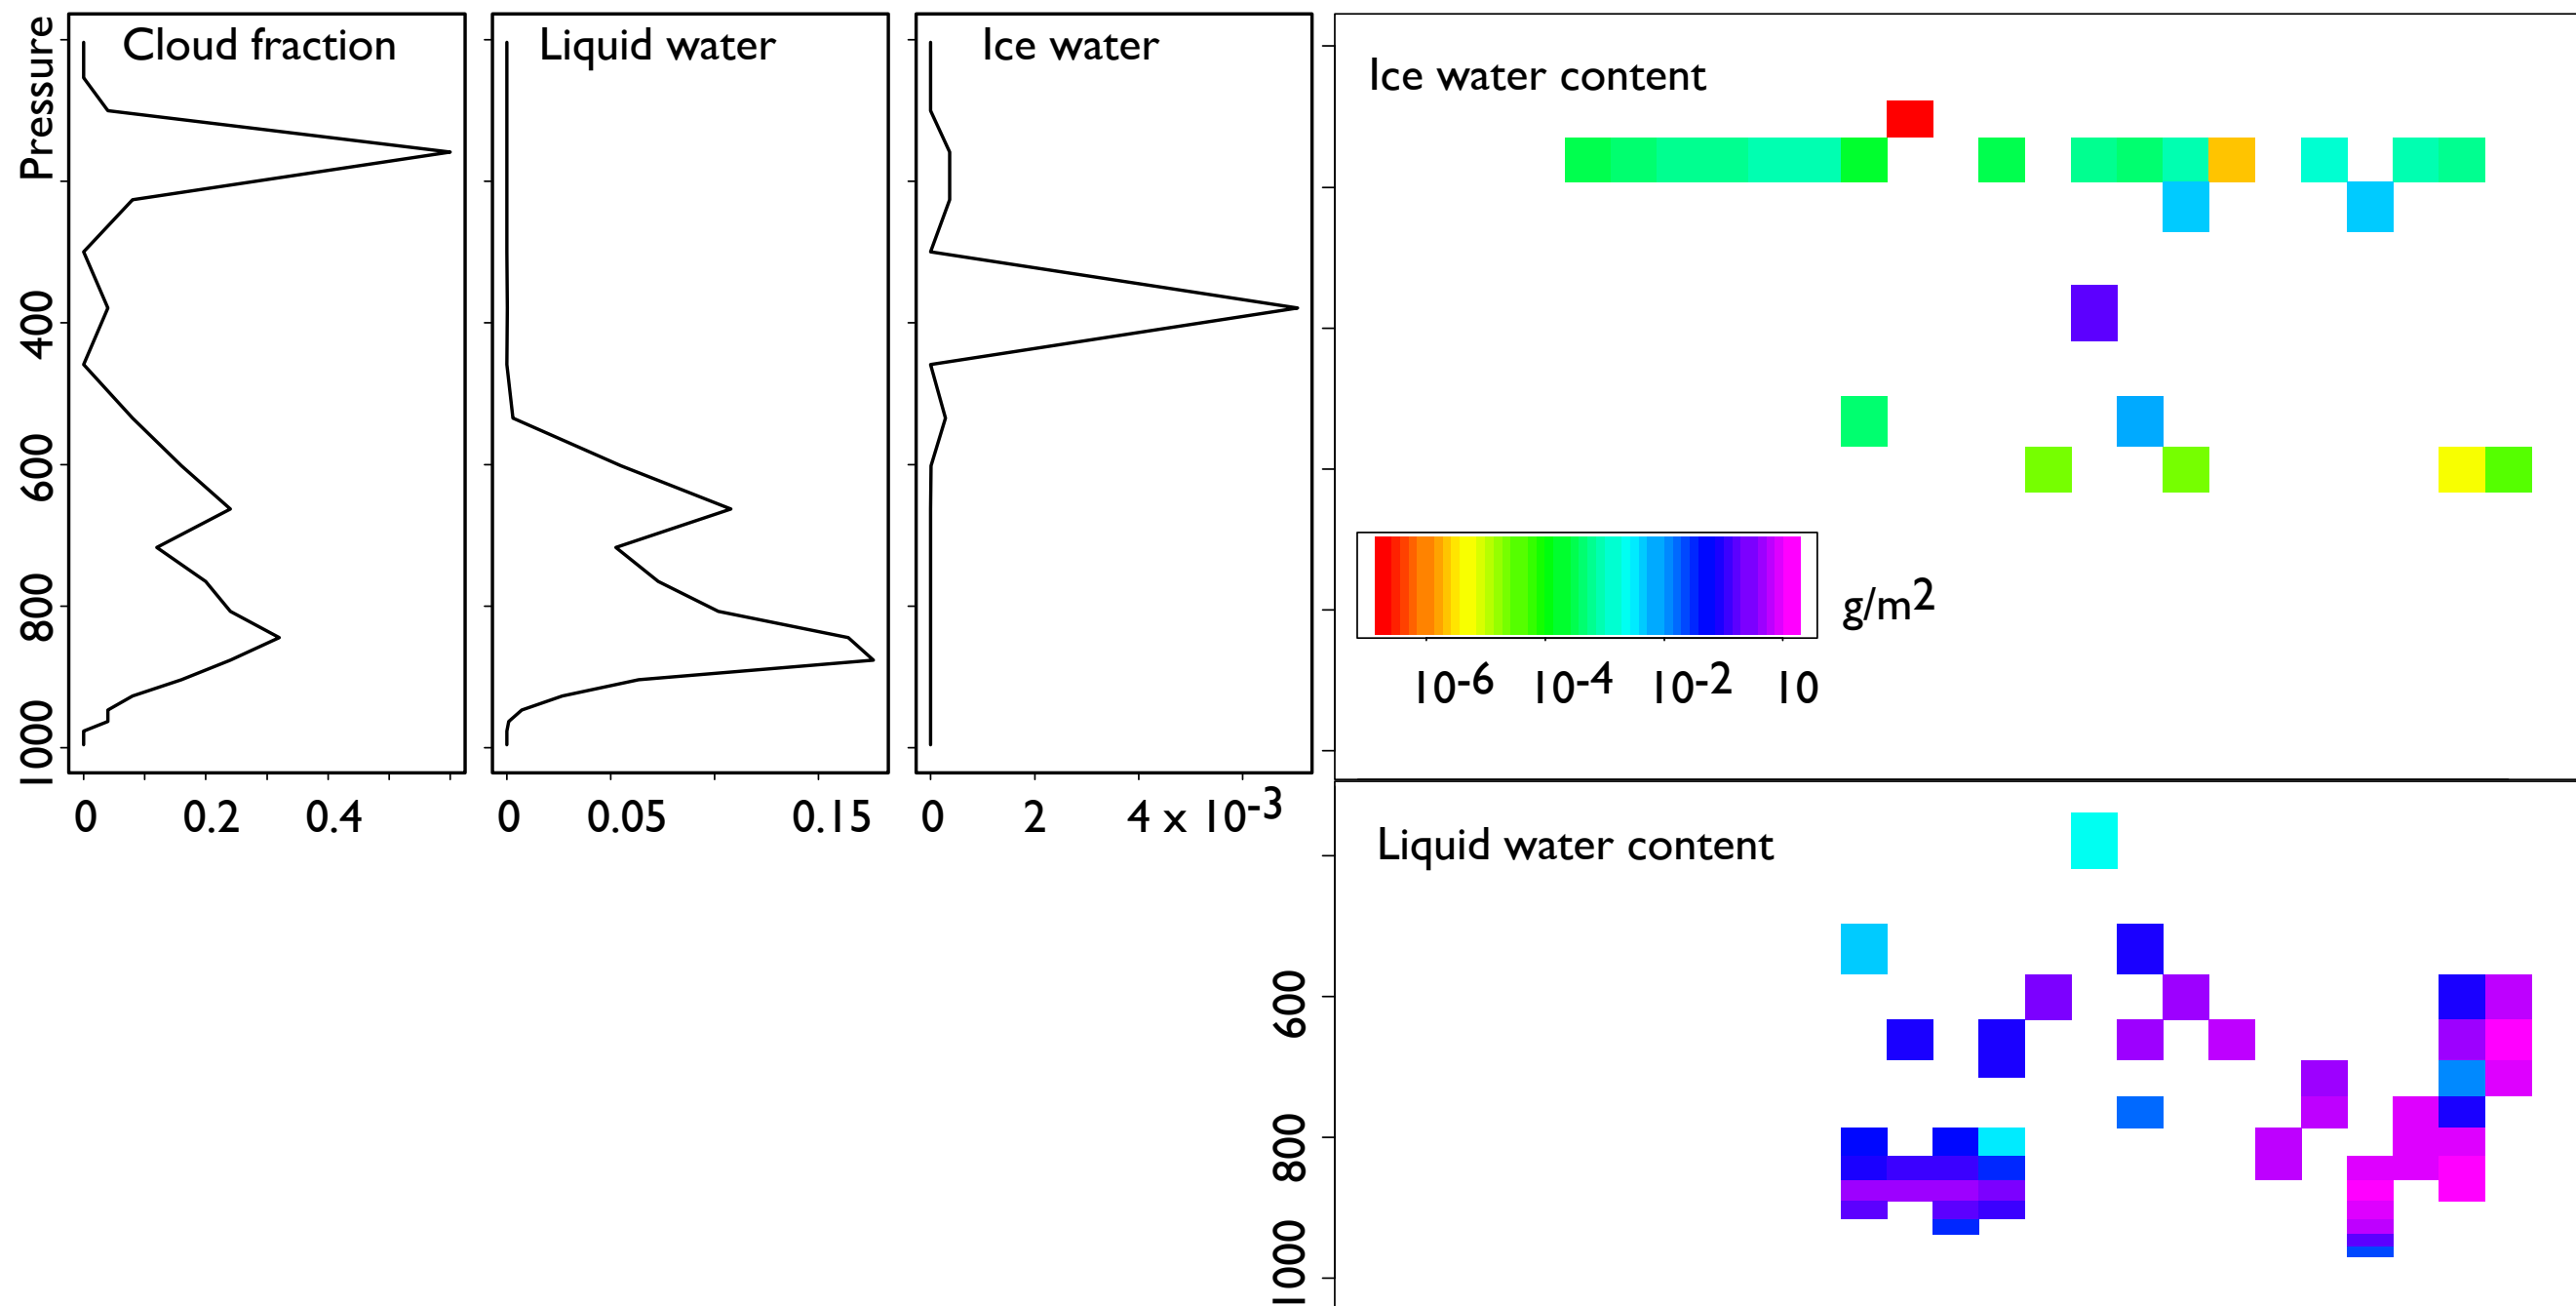 Cloud fraction
Liquid water
Ice water
Pressure
400
600
800
1000
0 0.2 0.4
0 0.05 0.15
0 2 4 x 10-3
Ice water content
g/m2
10-6 10-4 10-2 10
Liquid water content
600
800
1000